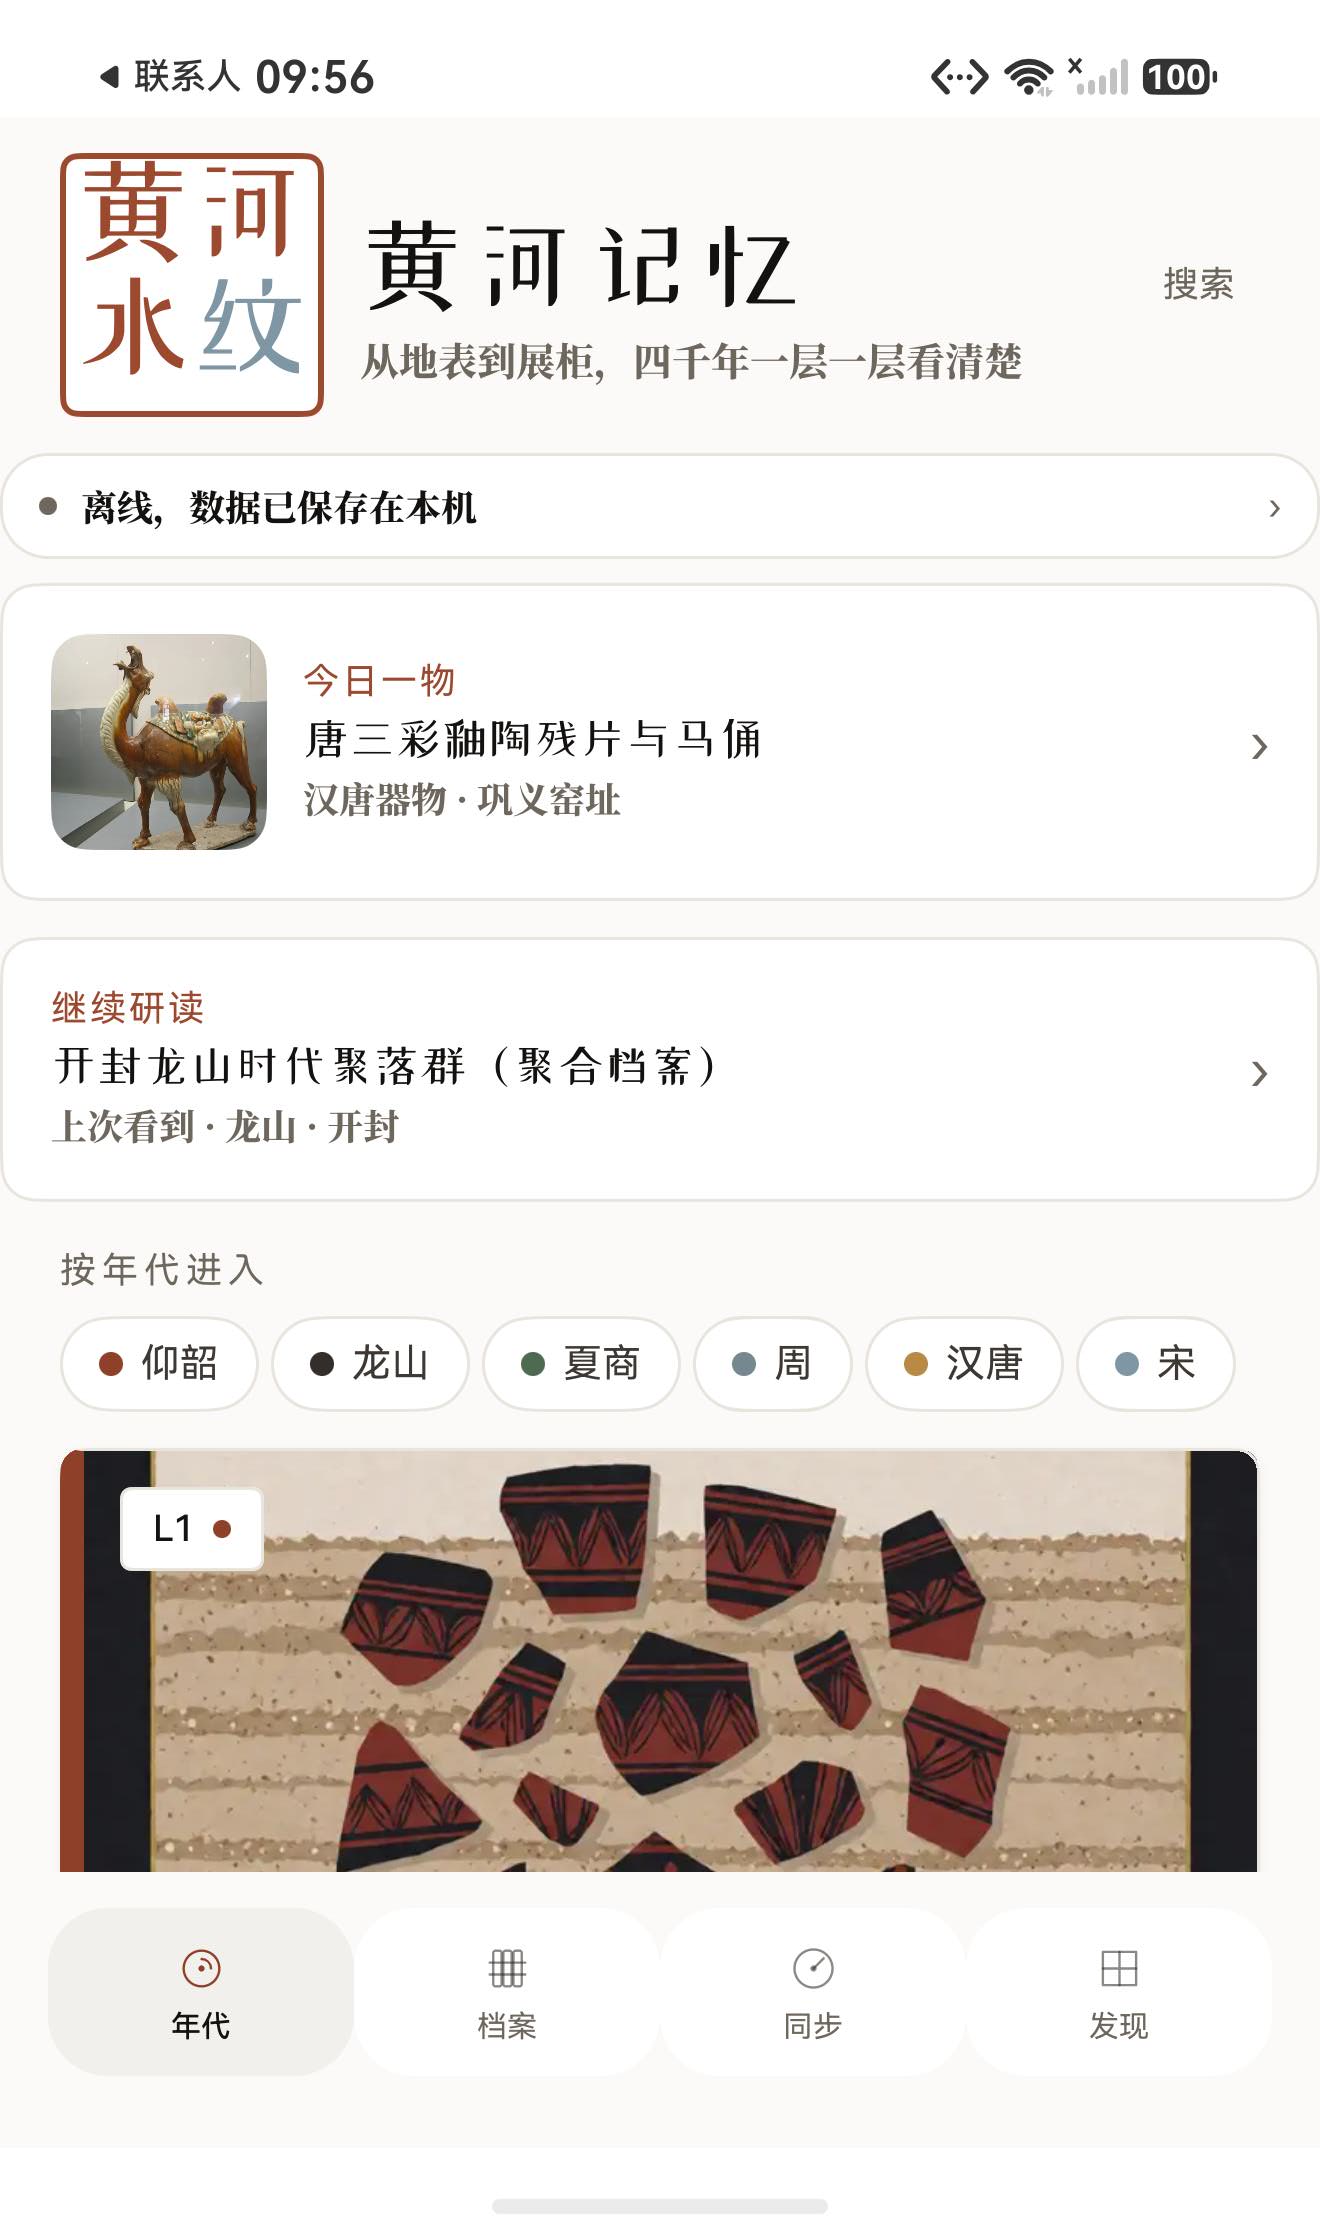 联系人 09:56
100
黄河
水纹
黄河记忆
搜索
从地表到展柜，四千年一层一层看清楚
离线，数据已保存在本机
今日一物
唐三彩釉陶残片与马俑
汉唐器物 · 巩义窑址
继续研读
开封龙山时代聚落群（聚合档案）
上次看到 · 龙山 · 开封
按年代进入
仰韶 龙山 夏商 周 汉唐 宋
L1
年代 档案 同步 发现